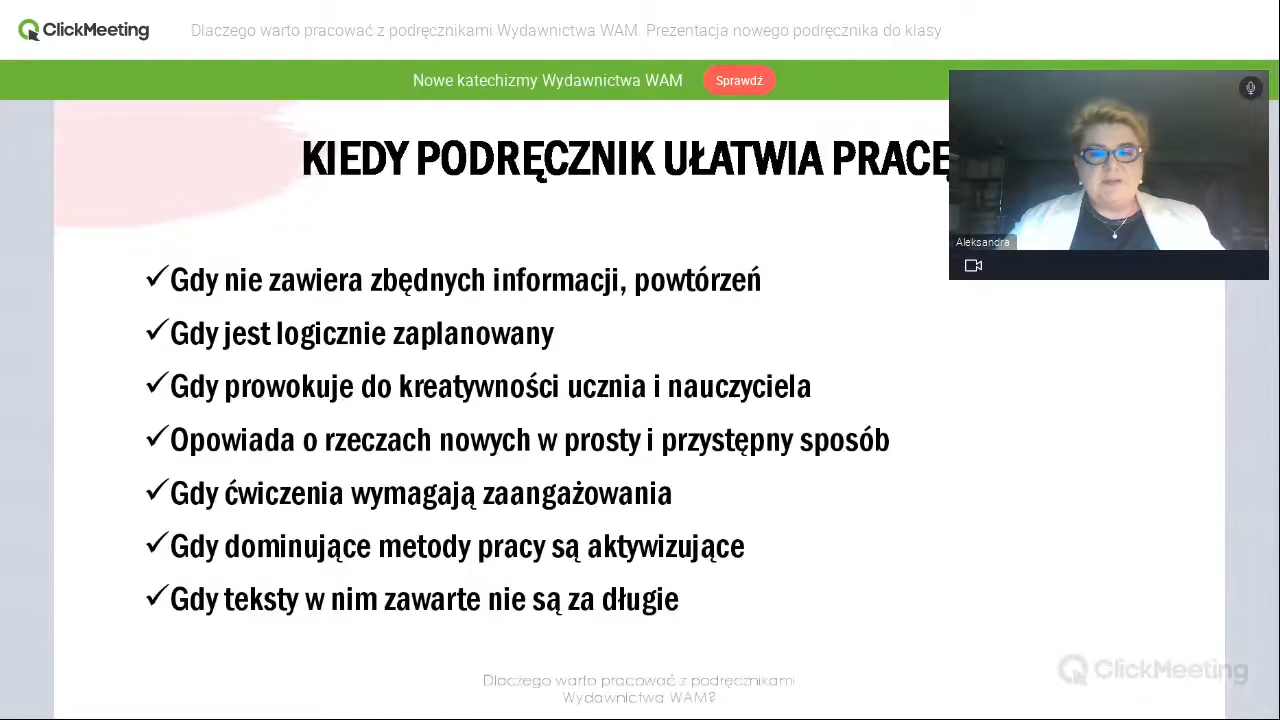 ClickMeeting
Dlaczego warto pracować z podręcznikami Wydawnictwa WAM. Prezentacja nowego podręcznika do klasy
Nowe katechizmy Wydawnictwa WAM
Sprawdź
KIEDY PODRĘCZNIK UŁATWIA PRACĘ
Aleksandra
✓Gdy nie zawiera zbędnych informacji, powtórzeń
✓Gdy jest logicznie zaplanowany
✓Gdy prowokuje do kreatywności ucznia i nauczyciela
✓Opowiada o rzeczach nowych w prosty i przystępny sposób
✓Gdy ćwiczenia wymagają zaangażowania
✓Gdy dominujące metody pracy są aktywizujące
✓Gdy teksty w nim zawarte nie są za długie
ClickMeeting
Dlaczego warto pracować z podręcznikami
Wydawnictwa WAM?